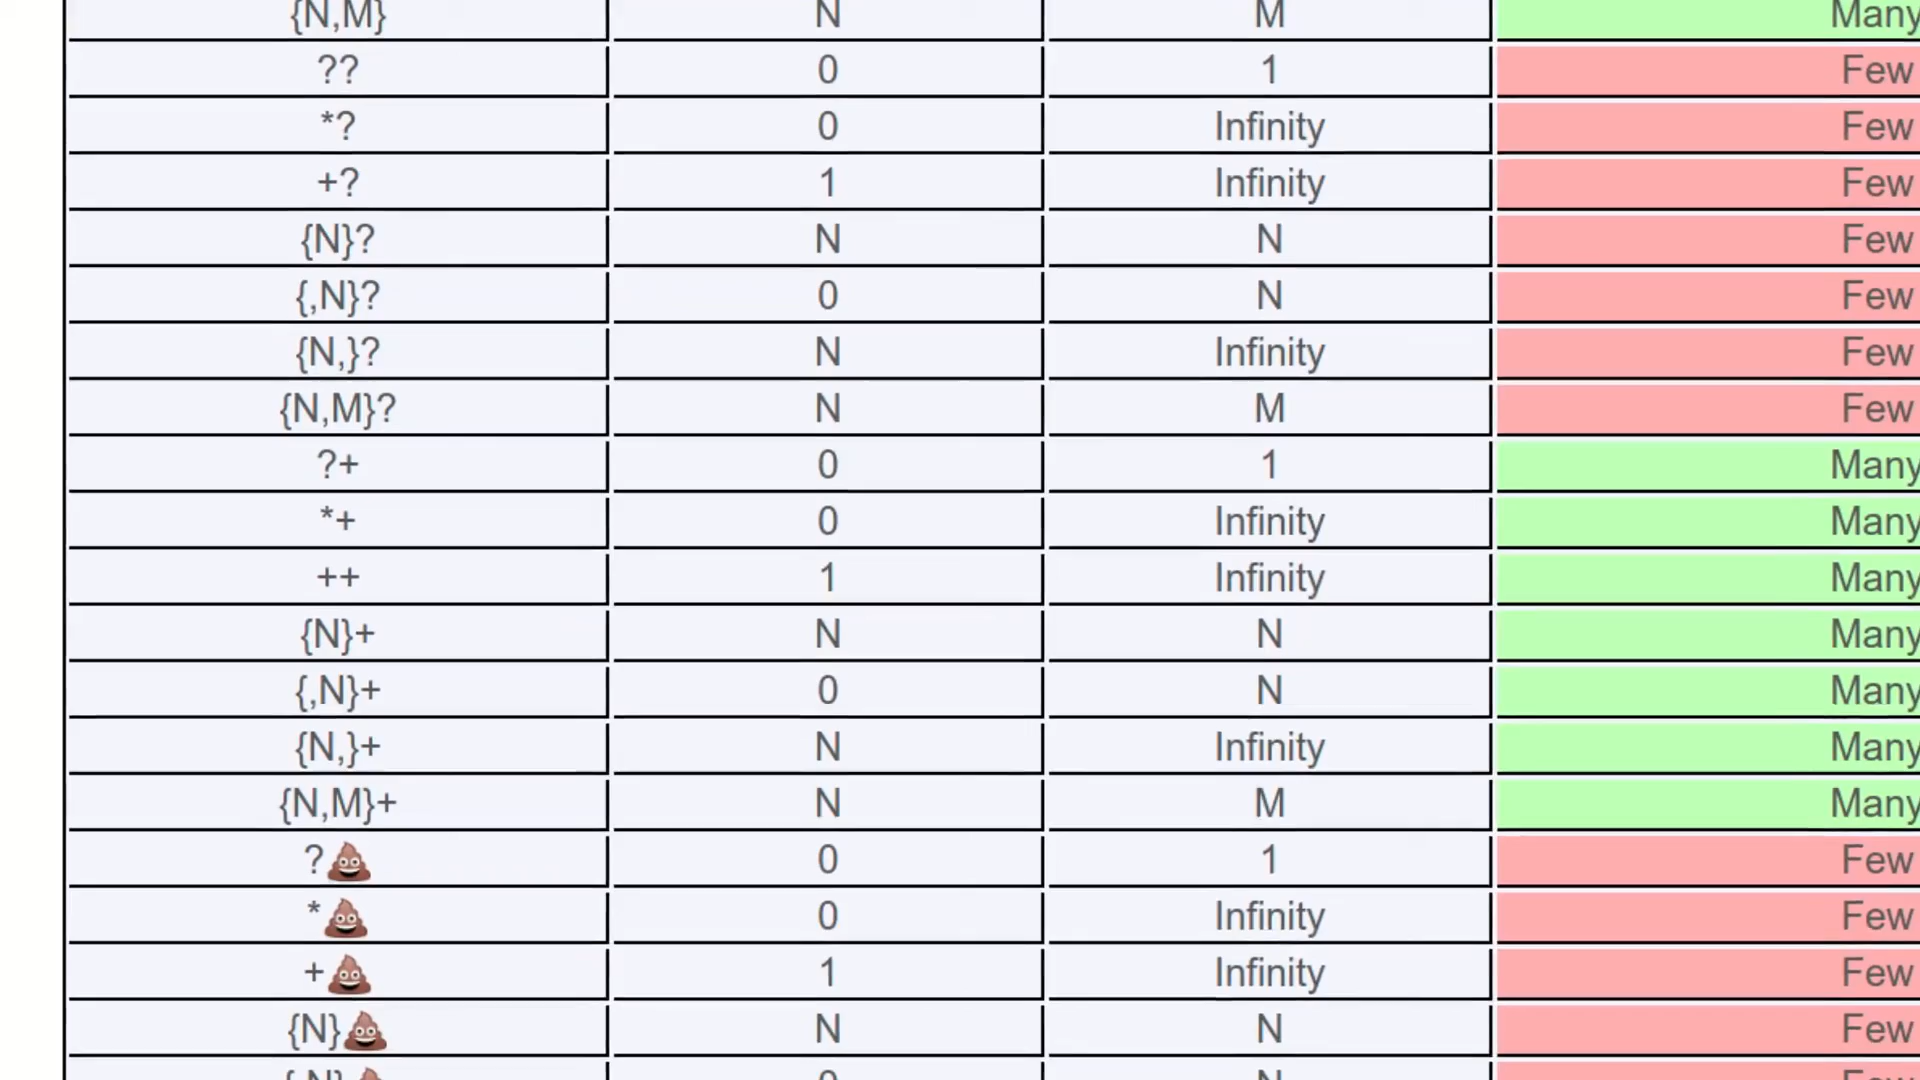 {N,M} N M Many
?? 0 1 Few
*? 0 Infinity Few
+? 1 Infinity Few
{N}? N N Few
{,N}? 0 N Few
{N,}? N Infinity Few
{N,M}? N M Few
?+ 0 1 Many
*+ 0 Infinity Many
++ 1 Infinity Many
{N}+ N N Many
{,N}+ 0 N Many
{N,}+ N Infinity Many
{N,M}+ N M Many
?💩 0 1 Few
*💩 0 Infinity Few
+💩 1 Infinity Few
{N}💩 N N Few